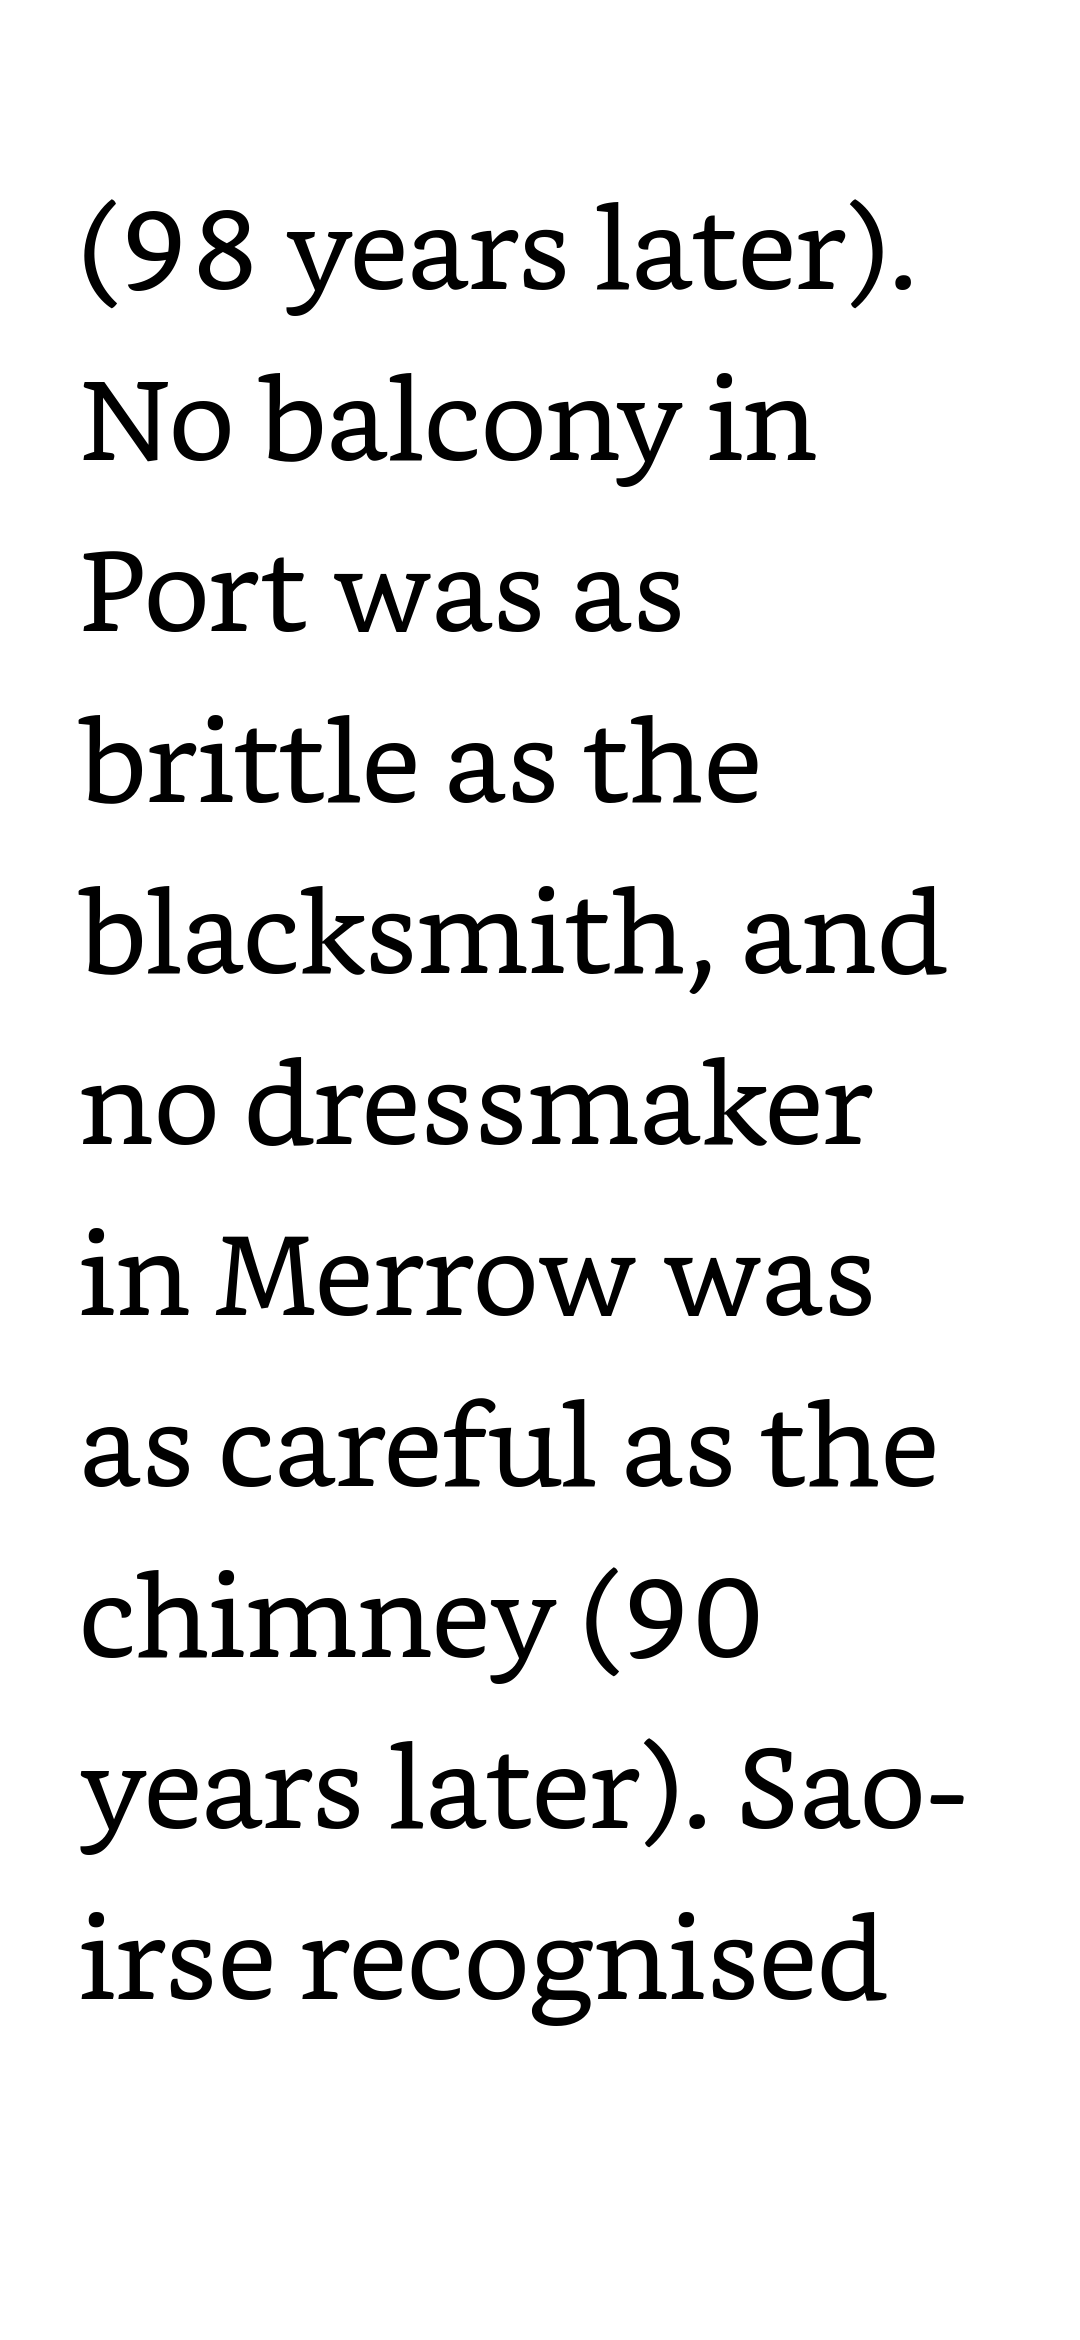 (98 years later).
No balcony in
Port was as
brittle as the
blacksmith, and
no dressmaker
in Merrow was
as careful as the
chimney (90
years later). Sao-
irse recognised